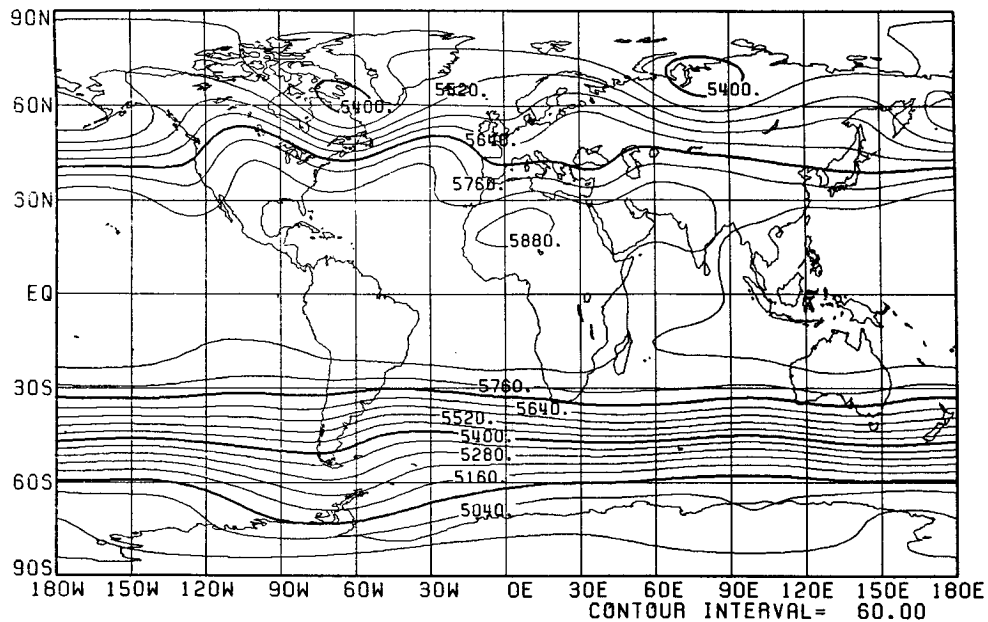 90N
60N
30N
EQ
30S
60S
90S
5400.
5520.
5400.
5640.
5760.
5880.
5760.
5640.
5520.
5400.
5280.
5160.
5040.
180W 150W 120W 90W 60W 30W 0E 30E 60E 90E 120E 150E 180E
CONTOUR INTERVAL= 60.00